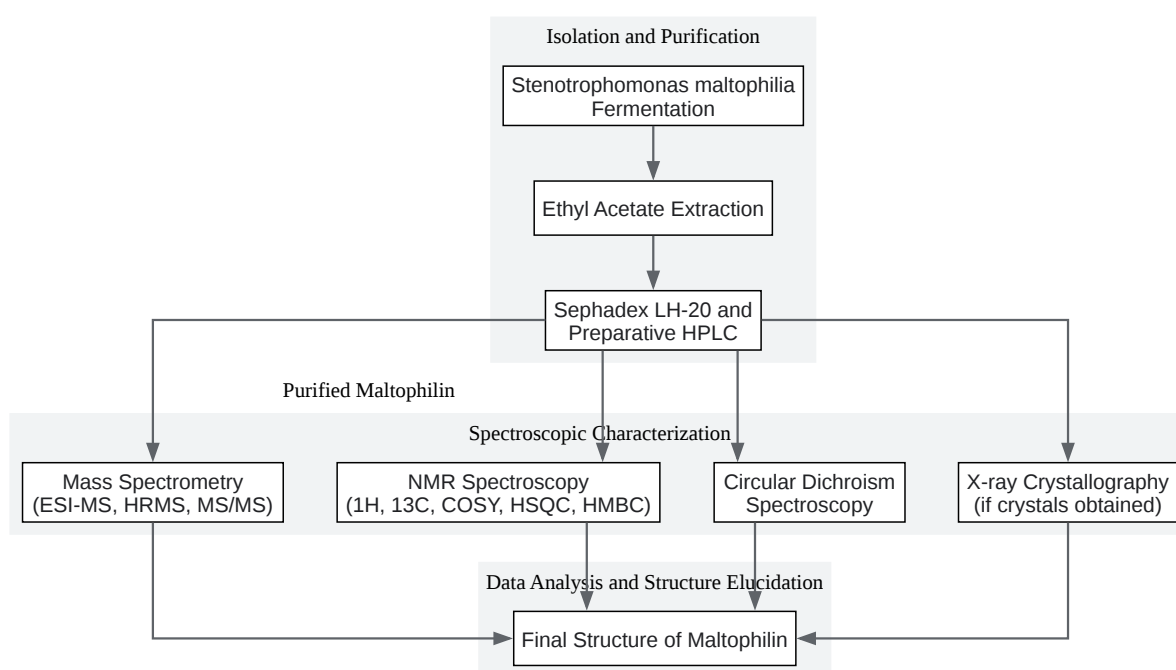 Isolation and Purification
Stenotrophomonas maltophilia
Fermentation
Ethyl Acetate Extraction
Sephadex LH-20 and
Preparative HPLC
Purified Maltophilin
Spectroscopic Characterization
Mass Spectrometry
(ESI-MS, HRMS, MS/MS)
NMR Spectroscopy
(1H, 13C, COSY, HSQC, HMBC)
Circular Dichroism
Spectroscopy
X-ray Crystallography
(if crystals obtained)
Data Analysis and Structure Elucidation
Final Structure of Maltophilin